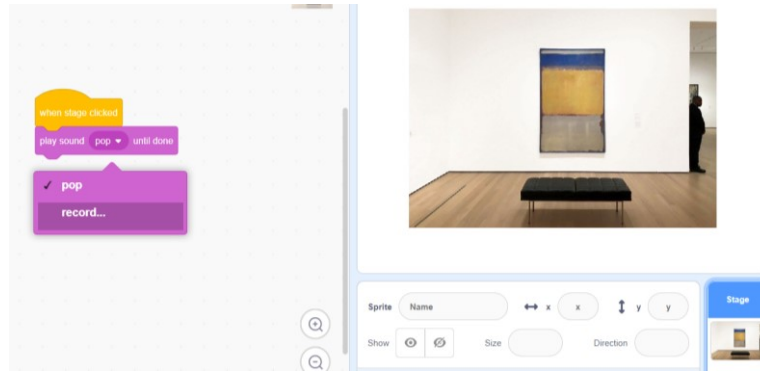 when stage clicked
play sound pop until done
✓ pop
record...
Sprite Name x x y y
Show Size Direction
Stage